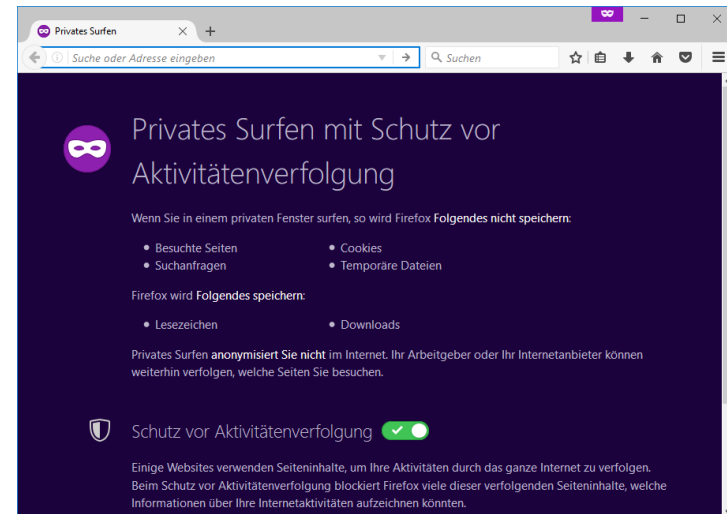 Privates Surfen
Suche oder Adresse eingeben
Suchen
Privates Surfen mit Schutz vor
Aktivitätenverfolgung
Wenn Sie in einem privaten Fenster surfen, so wird Firefox Folgendes nicht speichern:
Besuchte Seiten
Cookies
Suchanfragen
Temporäre Dateien
Firefox wird Folgendes speichern:
Lesezeichen
Downloads
Privates Surfen anonymisiert Sie nicht im Internet. Ihr Arbeitgeber oder Ihr Internetanbieter können
weiterhin verfolgen, welche Seiten Sie besuchen.
Schutz vor Aktivitätenverfolgung
Einige Websites verwenden Seiteninhalte, um Ihre Aktivitäten durch das ganze Internet zu verfolgen.
Beim Schutz vor Aktivitätenverfolgung blockiert Firefox viele dieser verfolgenden Seiteninhalte, welche
Informationen über Ihre Internetaktivitäten aufzeichnen könnten.